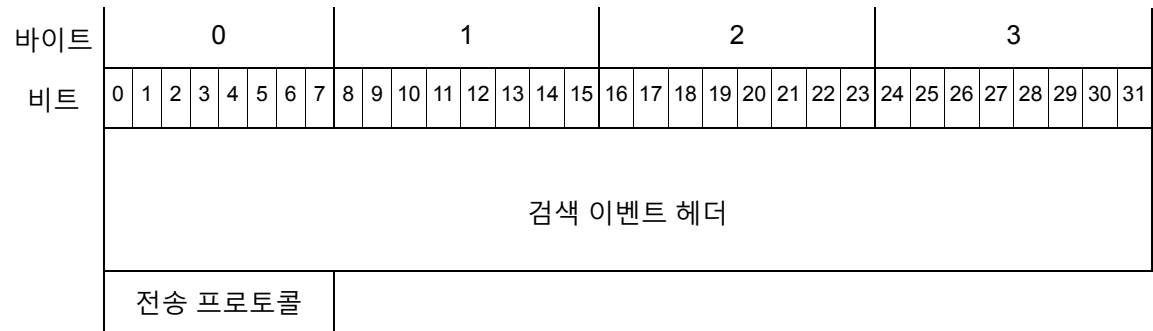 바이트 0 1 2 3
비트 0 1 2 3 4 5 6 7 8 9 10 11 12 13 14 15 16 17 18 19 20 21 22 23 24 25 26 27 28 29 30 31
검색 이벤트 헤더
전송 프로토콜